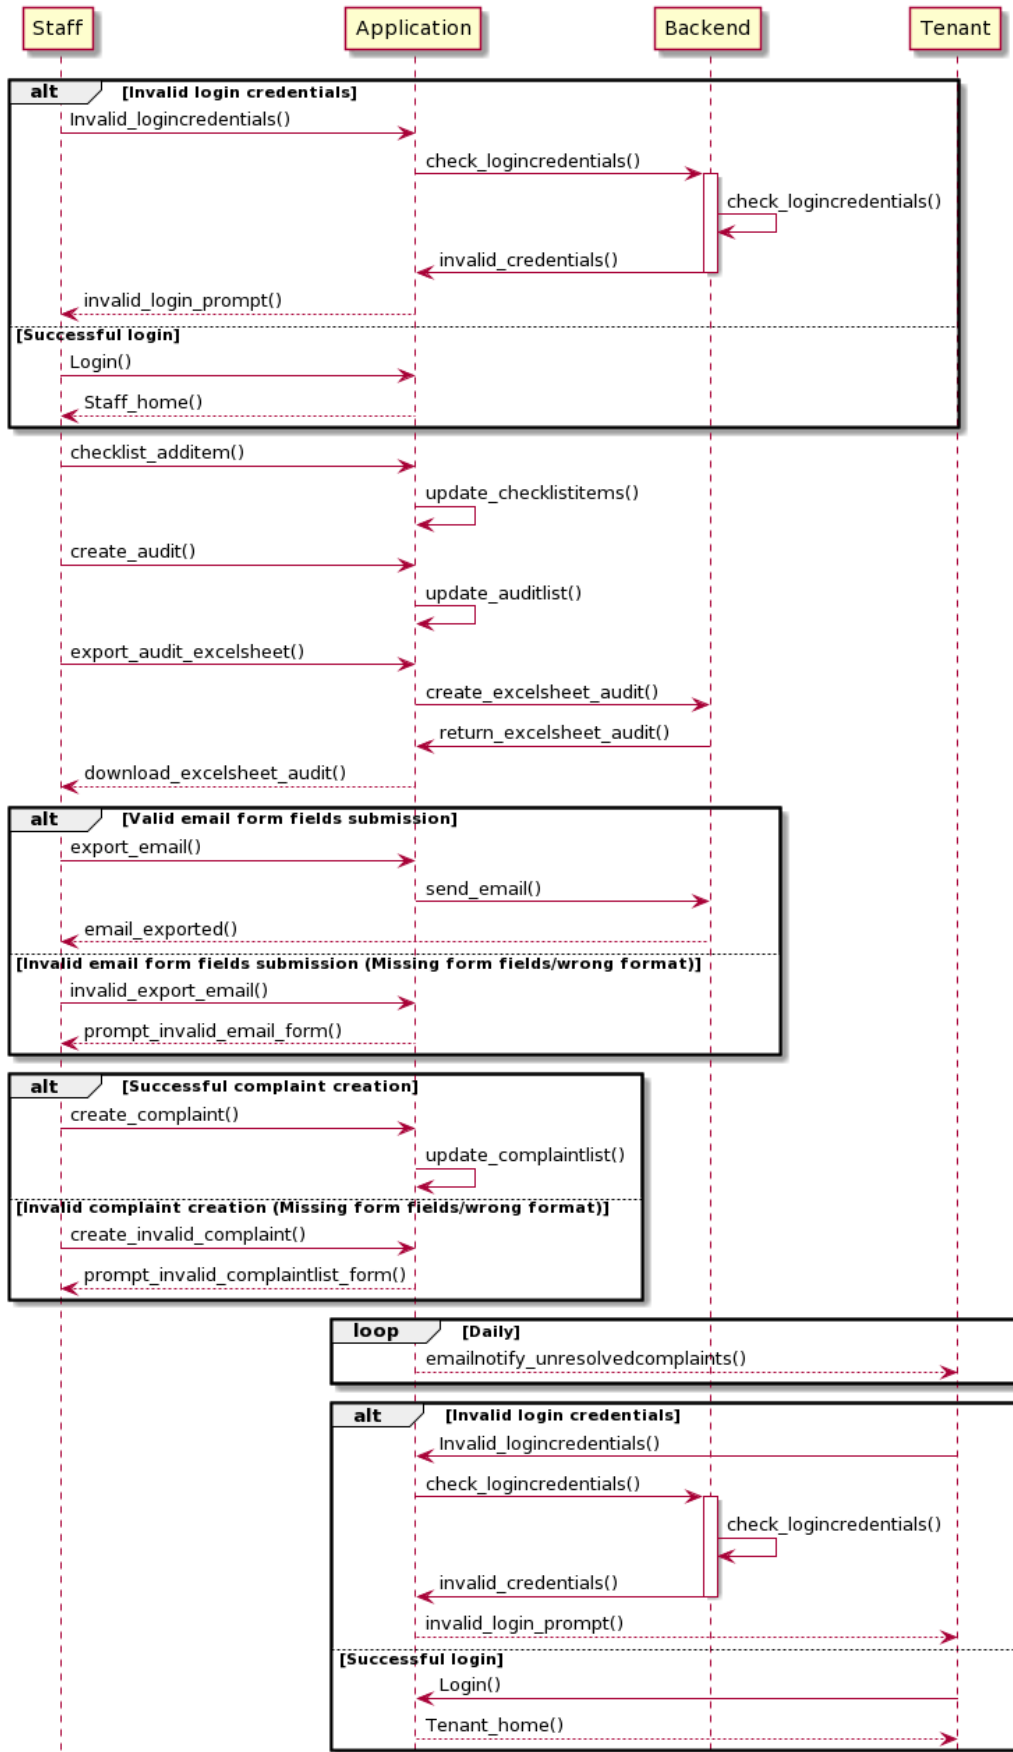 Staff
Application
Backend
Tenant
alt
[Invalid login credentials]
Invalid_logincredentials()
check_logincredentials()
check_logincredentials()
invalid_credentials()
invalid_login_prompt()
[Successful login]
Login()
Staff_home()
checklist_additem()
update_checklistitems()
create_audit()
update_auditlist()
export_audit_excelsheet()
create_excelsheet_audit()
return_excelsheet_audit()
download_excelsheet_audit()
alt
[Valid email form fields submission]
export_email()
send_email()
email_exported()
[Invalid email form fields submission (Missing form fields/wrong format)]
invalid_export_email()
prompt_invalid_email_form()
alt
[Successful complaint creation]
create_complaint()
update_complaintlist()
[Invalid complaint creation (Missing form fields/wrong format)]
create_invalid_complaint()
prompt_invalid_complaintlist_form()
loop
[Daily]
emailnotify_unresolvedcomplaints()
alt
[Invalid login credentials]
Invalid_logincredentials()
check_logincredentials()
check_logincredentials()
invalid_credentials()
invalid_login_prompt()
[Successful login]
Login()
Tenant_home()